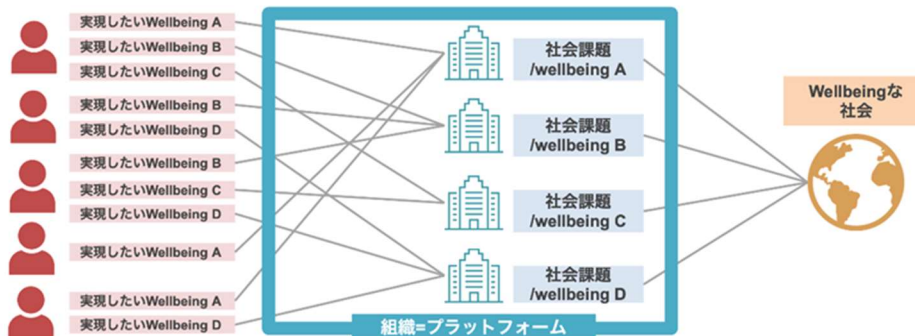 実現したいWellbeing A
実現したいWellbeing B
実現したいWellbeing C
実現したいWellbeing B
実現したいWellbeing D
実現したいWellbeing B
実現したいWellbeing C
実現したいWellbeing D
実現したいWellbeing A
実現したいWellbeing A
実現したいWellbeing D
社会課題
/wellbeing A
社会課題
/wellbeing B
社会課題
/wellbeing C
社会課題
/wellbeing D
組織=プラットフォーム
Wellbeingな
社会